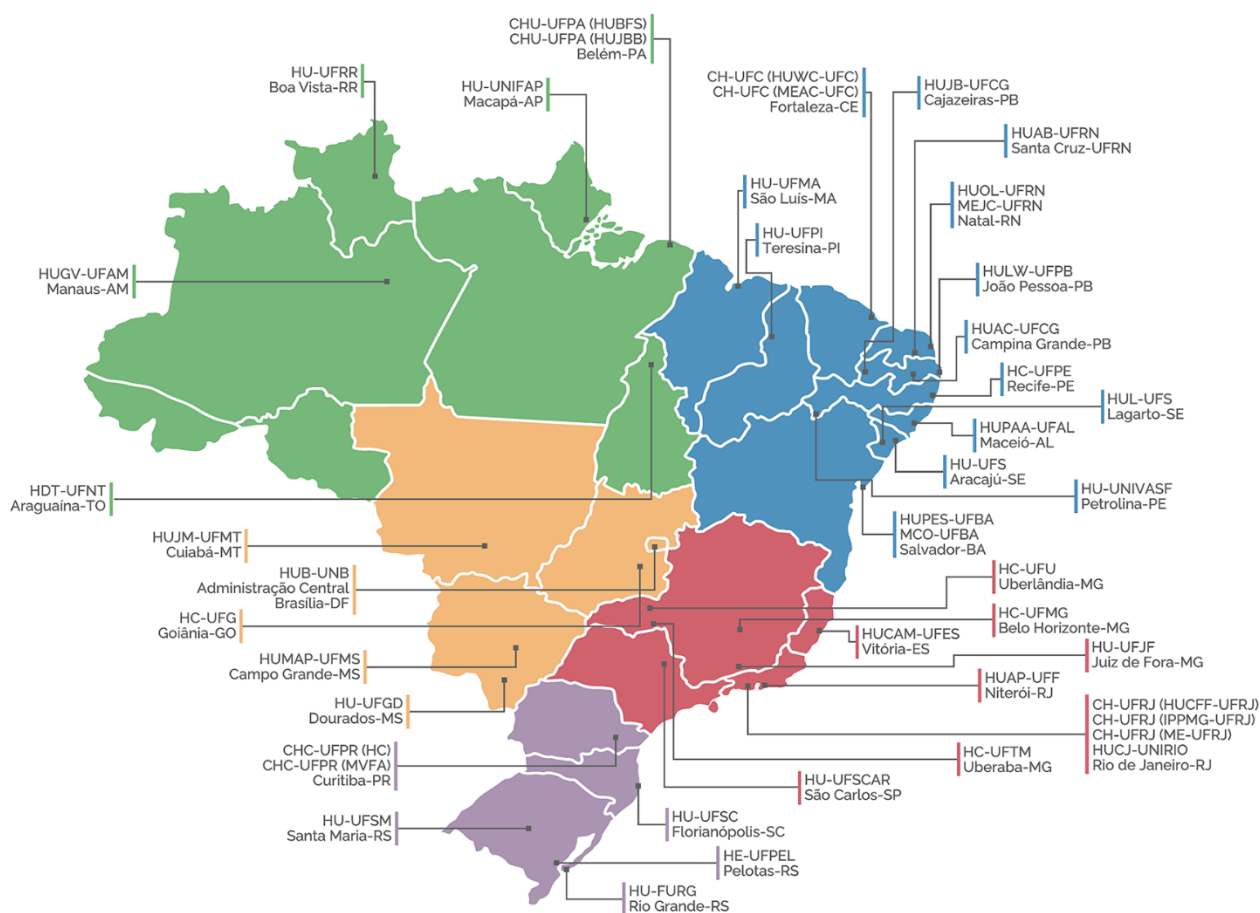 CHU-UFPA (HUBFS)
CHU-UFPA (HUJBB)
Belém-PA
HU-UFRR
Boa Vista-RR
HU-UNIFAP
Macapá-AP
CH-UFC (HUWC-UFC)
CH-UFC (MEAC-UFC)
Fortaleza-CE
HUJB-UFCG
Cajazeiras-PB
HUAB-UFRN
Santa Cruz-UFRN
HU-UFMA
São Luís-MA
HUOL-UFRN
MEJC-UFRN
Natal-RN
HU-UFPI
Teresina-PI
HUGV-UFAM
Manaus-AM
HULW-UFPB
João Pessoa-PB
HUAC-UFCG
Campina Grande-PB
HC-UFPE
Recife-PE
HUL-UFS
Lagarto-SE
HUPAA-UFAL
Maceió-AL
HU-UFS
Aracajú-SE
HDT-UFNT
Araguaína-TO
HU-UNIVASF
Petrolina-PE
HUPES-UFBA
MCO-UFBA
Salvador-BA
HUJM-UFMT
Cuiabá-MT
HUB-UNB
Administração Central
Brasília-DF
HC-UFU
Uberlândia-MG
HC-UFG
Goiânia-GO
HC-UFMG
Belo Horizonte-MG
HUCAM-UFES
Vitória-ES
HU-UFJF
Juiz de Fora-MG
HUMAP-UFMS
Campo Grande-MS
HUAP-UFF
Niterói-RJ
HU-UFGD
Dourados-MS
CH-UFRJ (HUCFF-UFRJ)
CH-UFRJ (IPPMG-UFRJ)
CH-UFRJ (ME-UFRJ)
HUCJ-UNIRIO
Rio de Janeiro-RJ
CHC-UFPR (HC)
CHC-UFPR (MVFA)
Curitiba-PR
HC-UFTM
Uberaba-MG
HU-UFSCAR
São Carlos-SP
HU-UFSM
Santa Maria-RS
HU-UFSC
Florianópolis-SC
HE-UFPEL
Pelotas-RS
HU-FURG
Rio Grande-RS